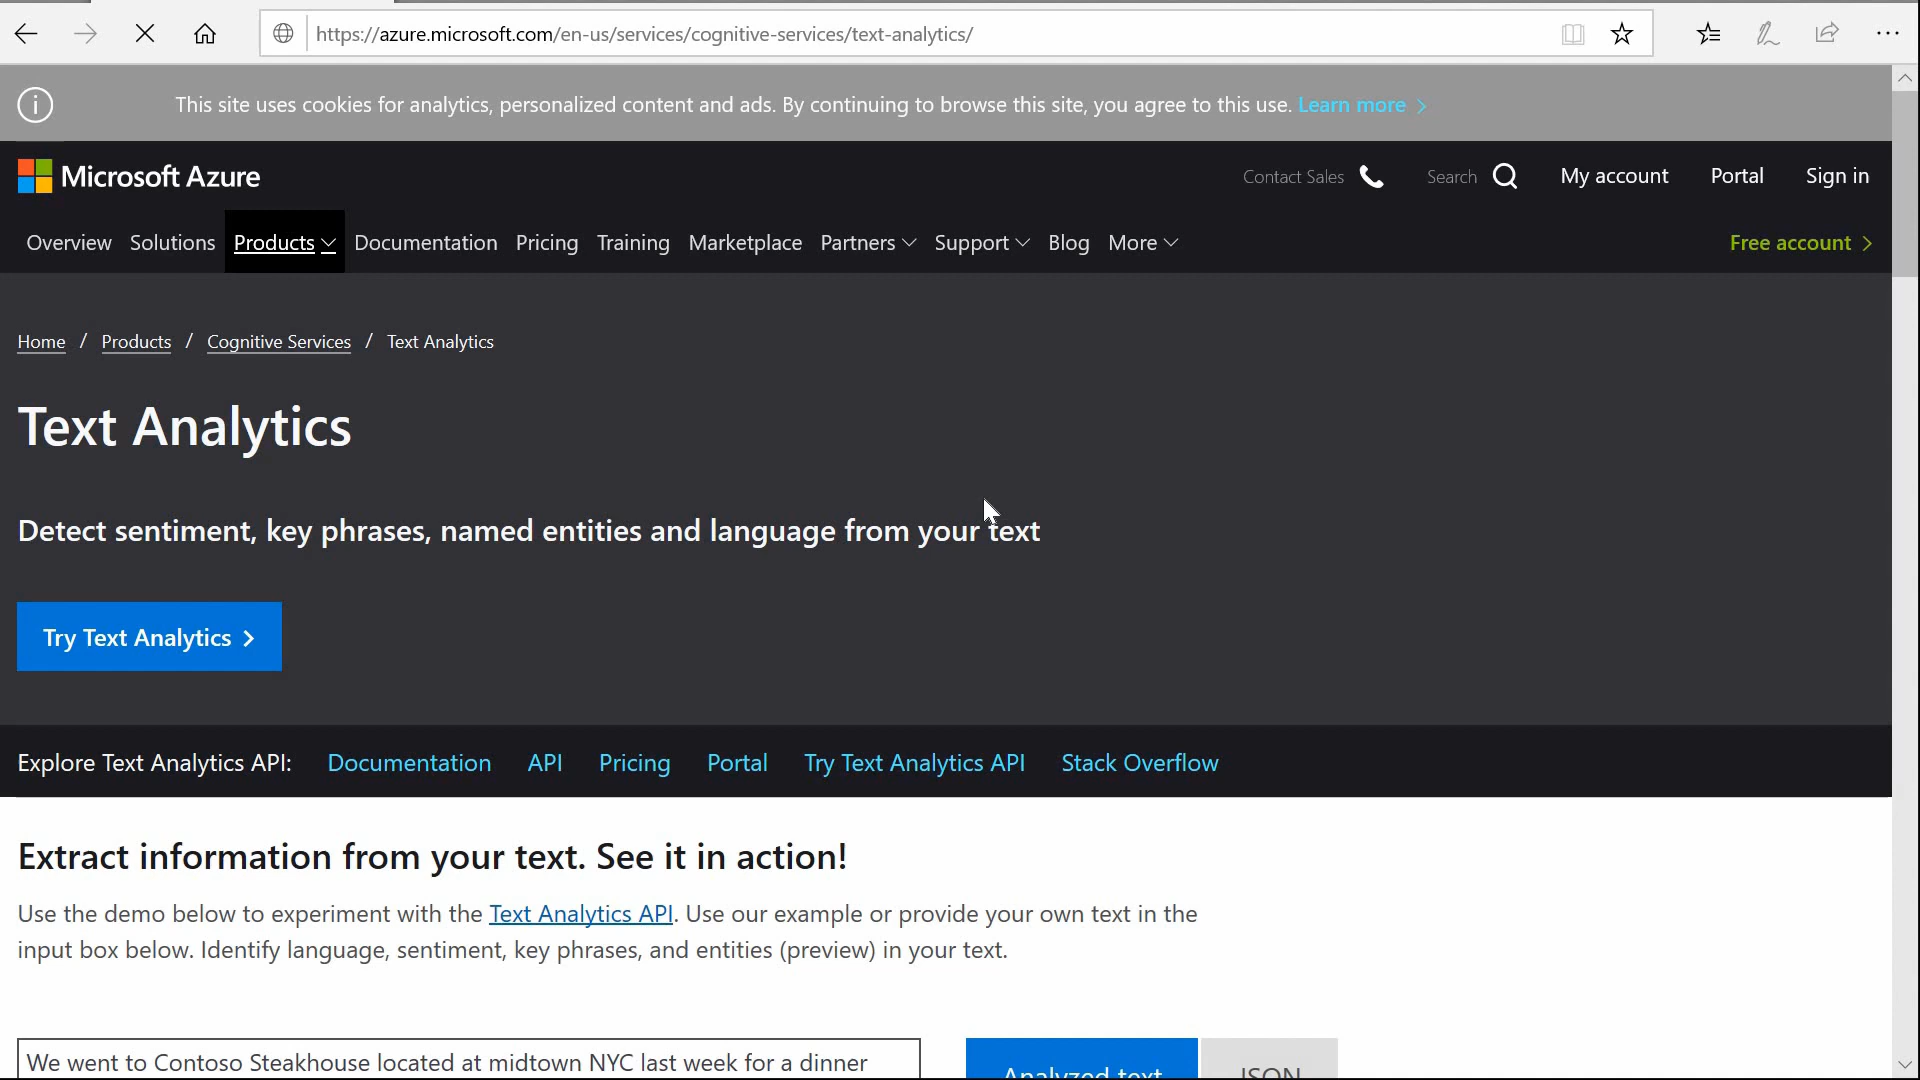 https://azure.microsoft.com/en-us/services/cognitive-services/text-analytics/
This site uses cookies for analytics, personalized content and ads. By continuing to browse this site, you agree to this use. Learn more
Microsoft Azure
Contact Sales Search My account Portal Sign in
Overview Solutions Products Documentation Pricing Training Marketplace Partners Support Blog More Free account
Home / Products / Cognitive Services / Text Analytics
Text Analytics
Detect sentiment, key phrases, named entities and language from your text
Try Text Analytics
Explore Text Analytics API: Documentation API Pricing Portal Try Text Analytics API Stack Overflow
Extract information from your text. See it in action!
Use the demo below to experiment with the Text Analytics API. Use our example or provide your own text in the
input box below. Identify language, sentiment, key phrases, and entities (preview) in your text.
We went to Contoso Steakhouse located at midtown NYC last week for a dinner
Analyzed text JSON